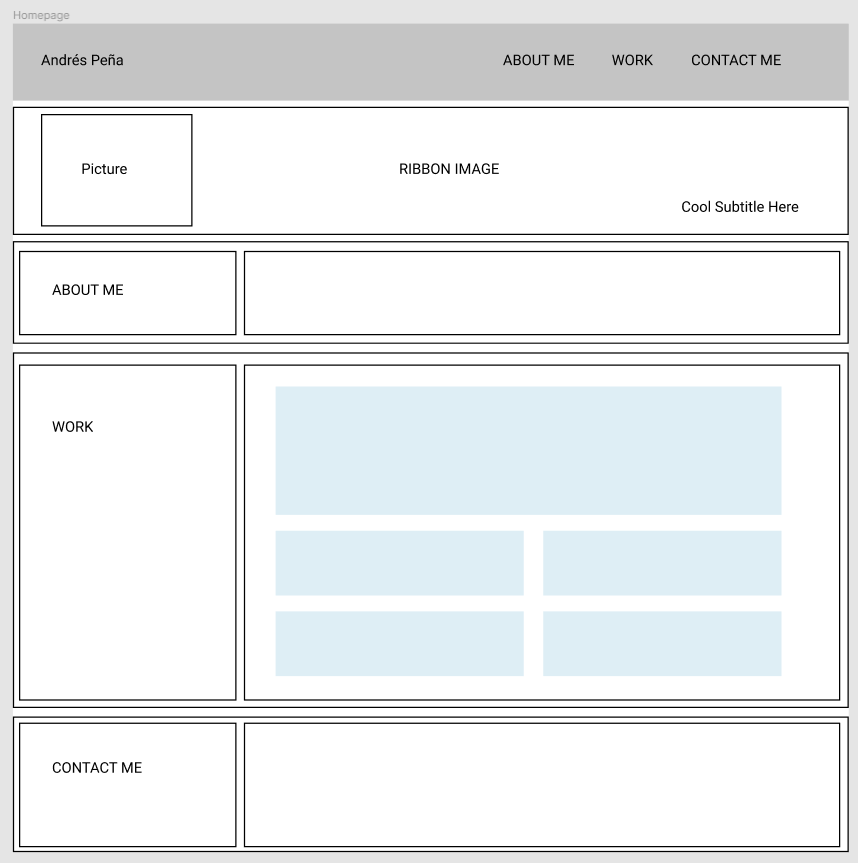 Homepage
Andrés Peña ABOUT ME WORK CONTACT ME
Picture
RIBBON IMAGE
Cool Subtitle Here
ABOUT ME
WORK
CONTACT ME